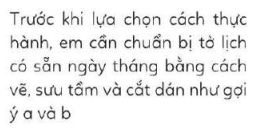 Trước khi lựa chọn cách thực
hành, em cần chuẩn bị tờ lịch
có sẵn ngày tháng bằng cách
vẽ, sưu tầm và cắt dán như gợi
ý a và b